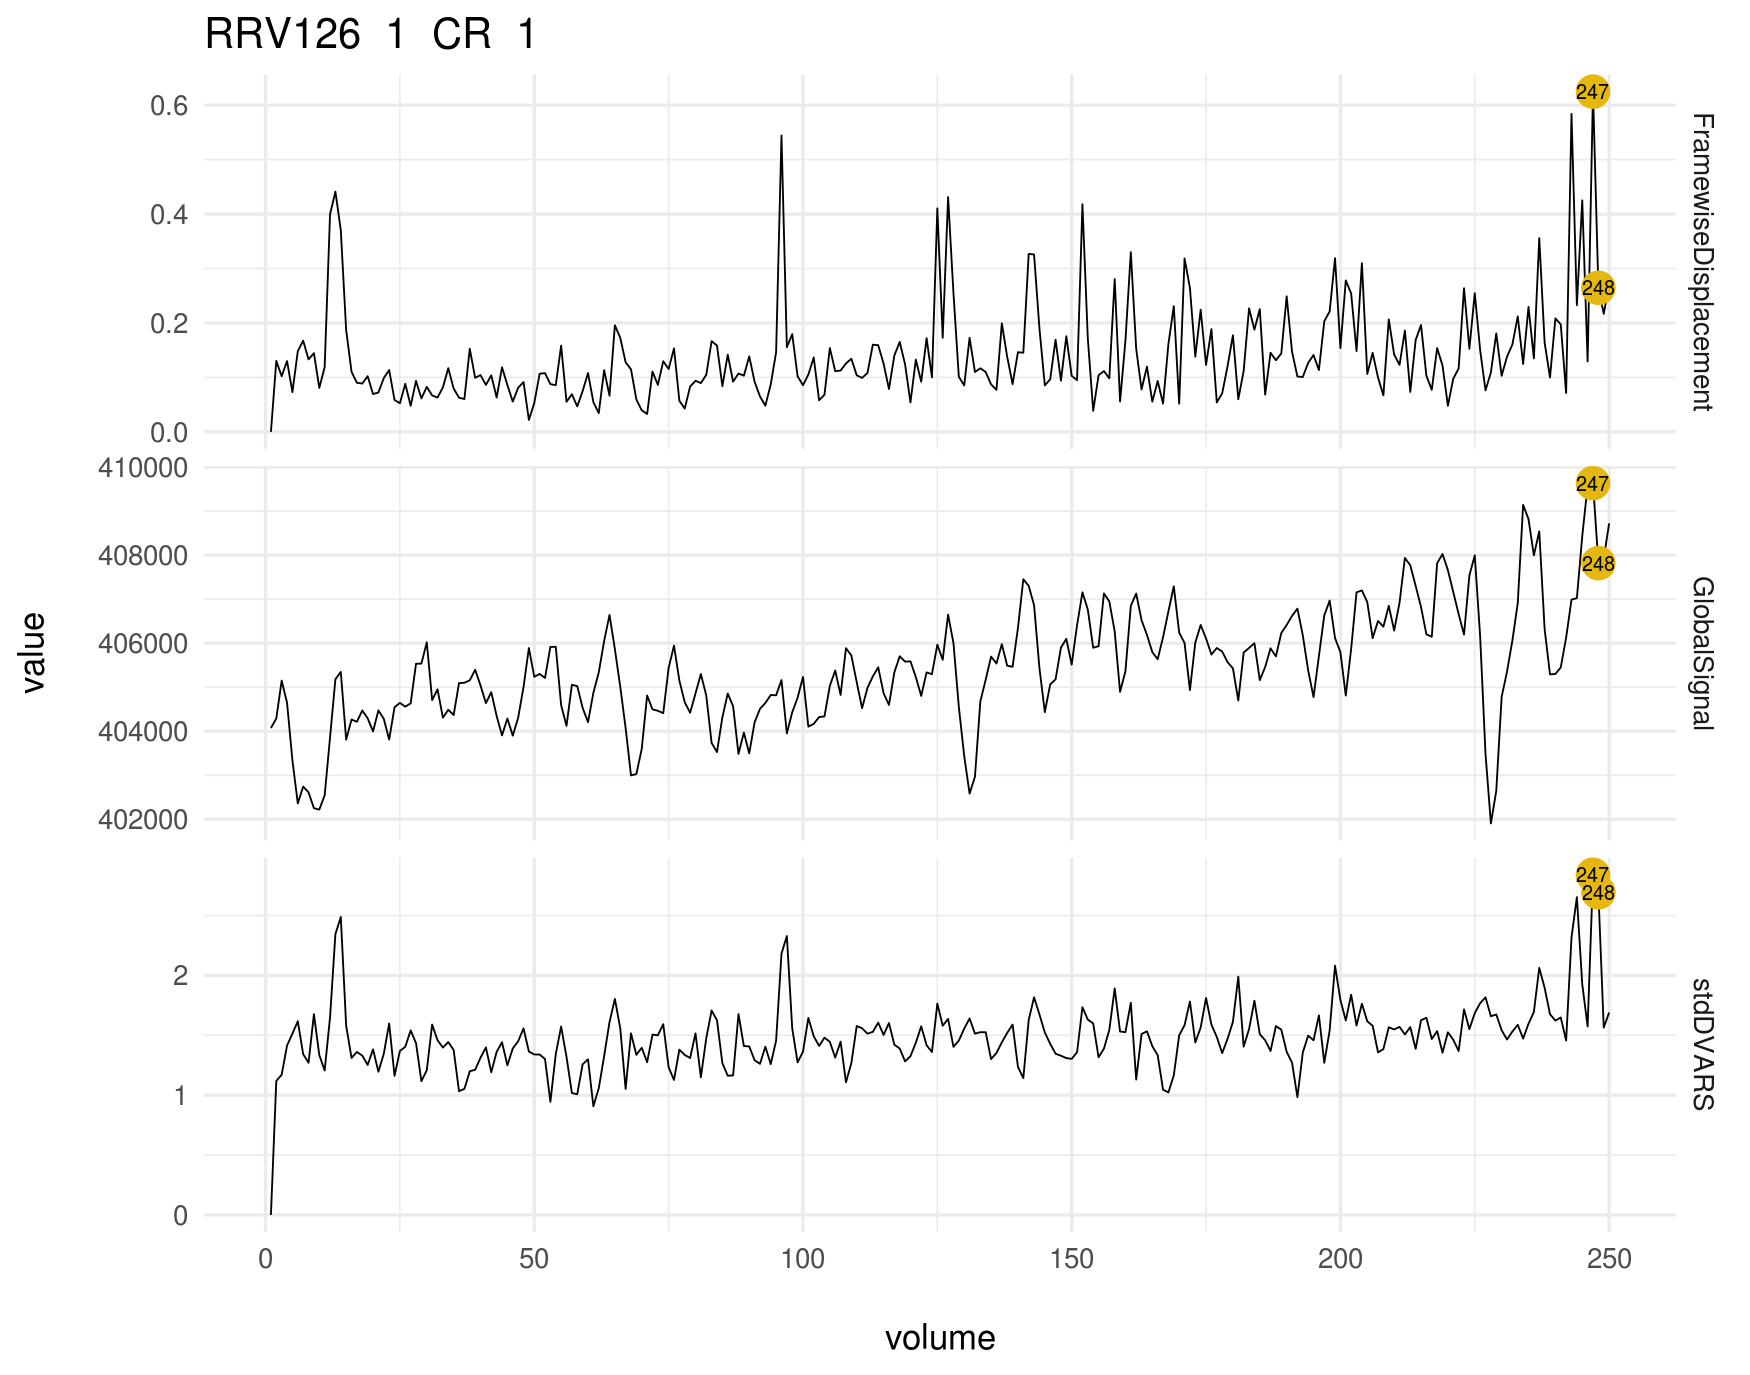 RRV126 1 CR 1
0.6
0.4
0.2
0.0
247
248
FramewiseDisplacement
410000
408000
406000
404000
402000
247
248
GlobalSignal
value
2
1
0
247
248
stdDVARS
0 50 100 150 200 250
volume